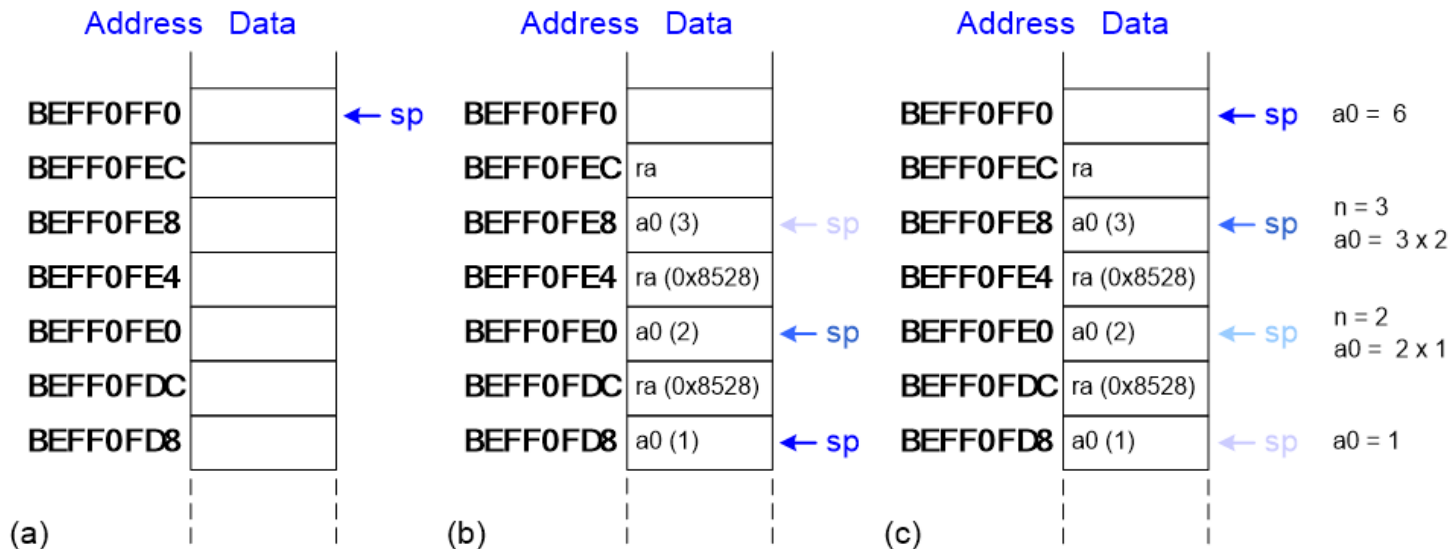 Address Data
BEFF0FF0 sp
BEFF0FEC
BEFF0FE8
BEFF0FE4
BEFF0FE0
BEFF0FDC
BEFF0FD8
(a)
Address Data
BEFF0FF0
BEFF0FEC ra
BEFF0FE8 a0 (3) sp
BEFF0FE4 ra (0x8528)
BEFF0FE0 a0 (2) sp
BEFF0FDC ra (0x8528)
BEFF0FD8 a0 (1) sp
(b)
Address Data
BEFF0FF0 sp a0 = 6
BEFF0FEC ra
BEFF0FE8 a0 (3) sp n = 3
a0 = 3 x 2
BEFF0FE4 ra (0x8528)
BEFF0FE0 a0 (2) sp n = 2
a0 = 2 x 1
BEFF0FDC ra (0x8528)
BEFF0FD8 a0 (1) sp a0 = 1
(c)